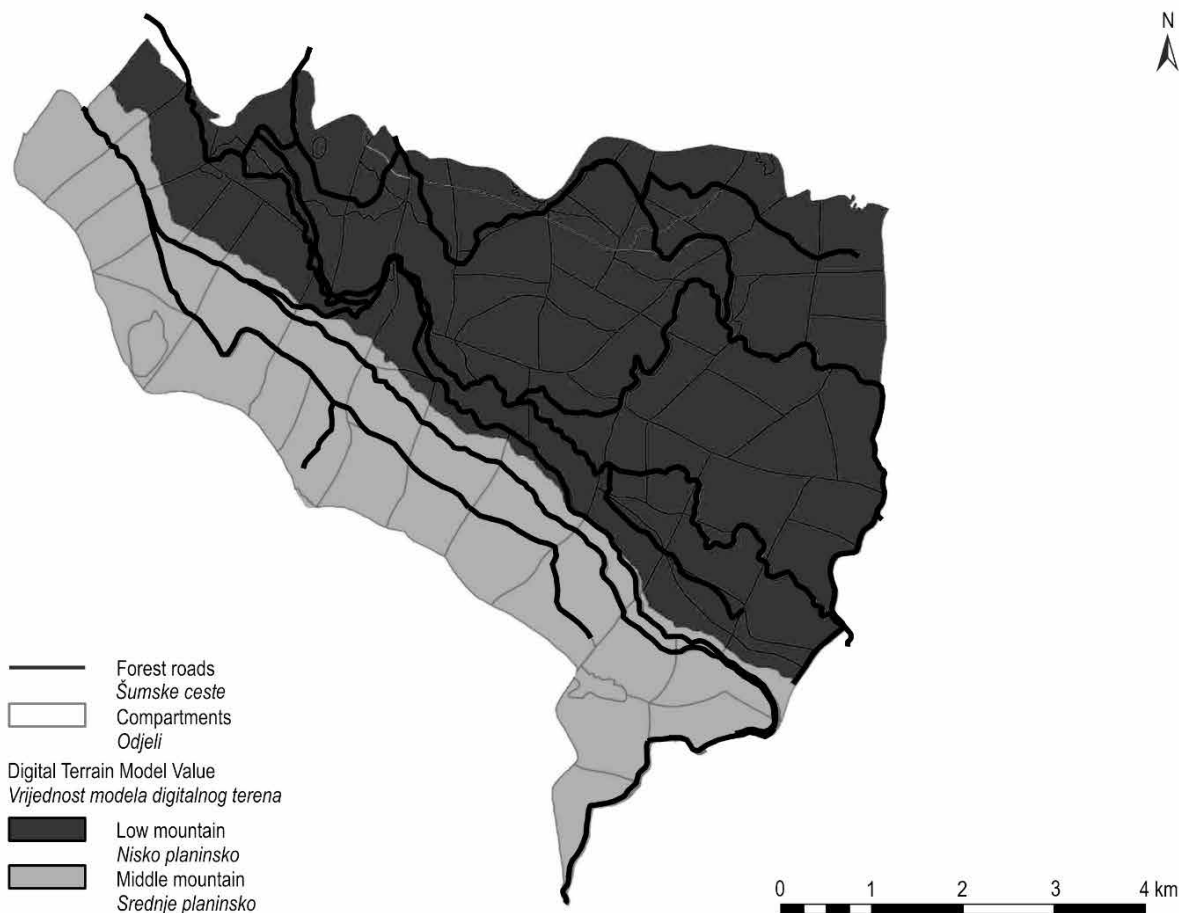 N
Forest roads
Šumske ceste
Compartments
Odjeli
Digital Terrain Model Value
Vrijednost modela digitalnog terena
Low mountain
Nisko planinsko
Middle mountain
Srednje planinsko
0 1 2 3 4 km